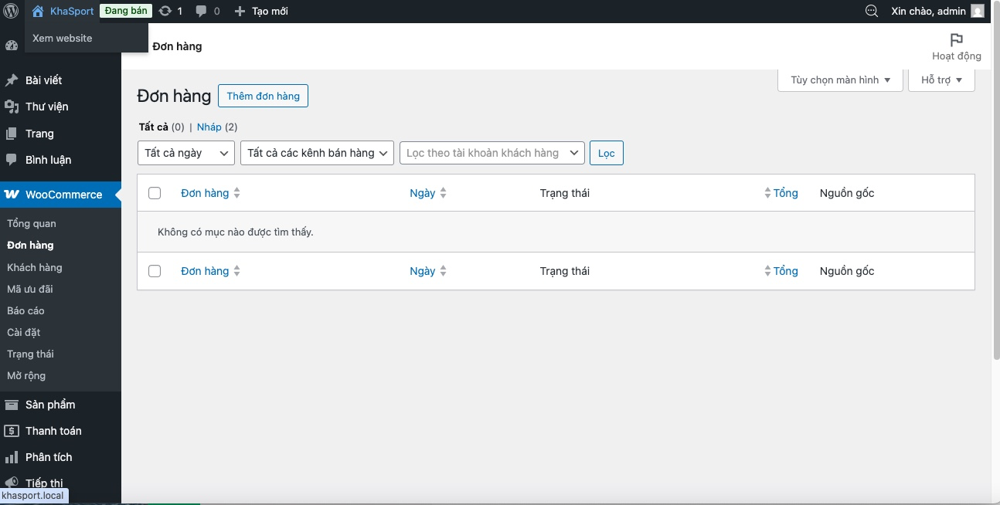 KhaSport Đang bán 1 0 Tạo mới Xin chào, admin
Xem website
Đơn hàng
Hoạt động
Tùy chọn màn hình Hỗ trợ
Đơn hàng Thêm đơn hàng
Tất cả (0) | Nháp (2)
Tất cả ngày Tất cả các kênh bán hàng Lọc theo tài khoản khách hàng Lọc
Đơn hàng Ngày Trạng thái Tổng Nguồn gốc
Không có mục nào được tìm thấy.
Đơn hàng Ngày Trạng thái Tổng Nguồn gốc
Bài viết
Thư viện
Trang
Bình luận
WooCommerce
Tổng quan
Đơn hàng
Khách hàng
Mã ưu đãi
Báo cáo
Cài đặt
Trạng thái
Mở rộng
Sản phẩm
Thanh toán
Phân tích
Tiếp thị
khasport.local